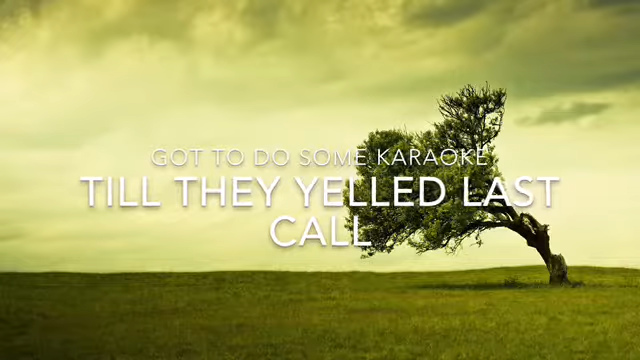 GOT TO DO SOME KARAOKE
TILL THEY YELLED LAST
CALL